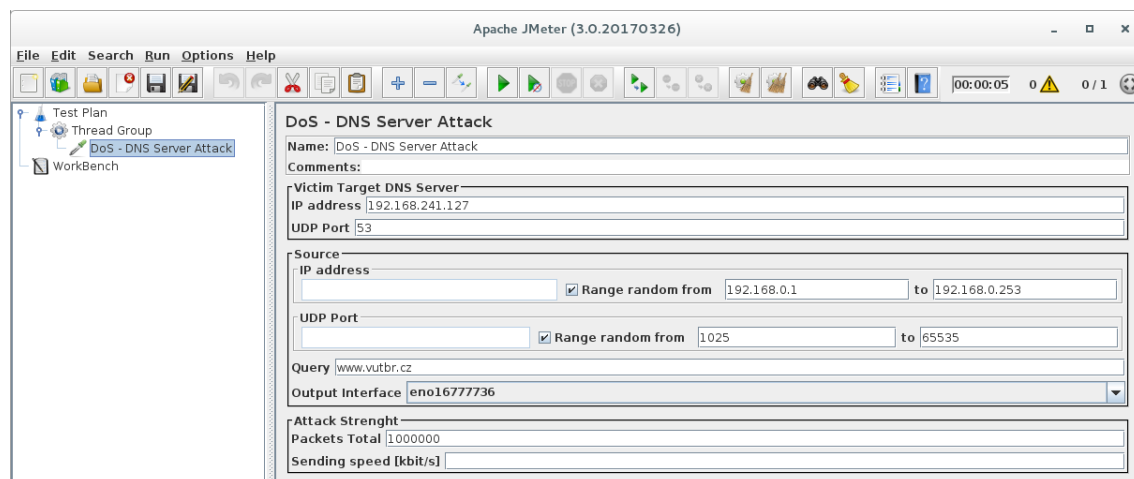 Apache JMeter (3.0.20170326)
File Edit Search Run Options Help
00:00:05 0 0 / 1
Test Plan
Thread Group
DoS - DNS Server Attack
WorkBench
DoS - DNS Server Attack
Name: DoS - DNS Server Attack
Comments:
Victim Target DNS Server
IP address 192.168.241.127
UDP Port 53
Source
IP address
Range random from 192.168.0.1 to 192.168.0.253
UDP Port
Range random from 1025 to 65535
Query www.vutbr.cz
Output Interface eno16777736
Attack Strenght
Packets Total 1000000
Sending speed [kbit/s]